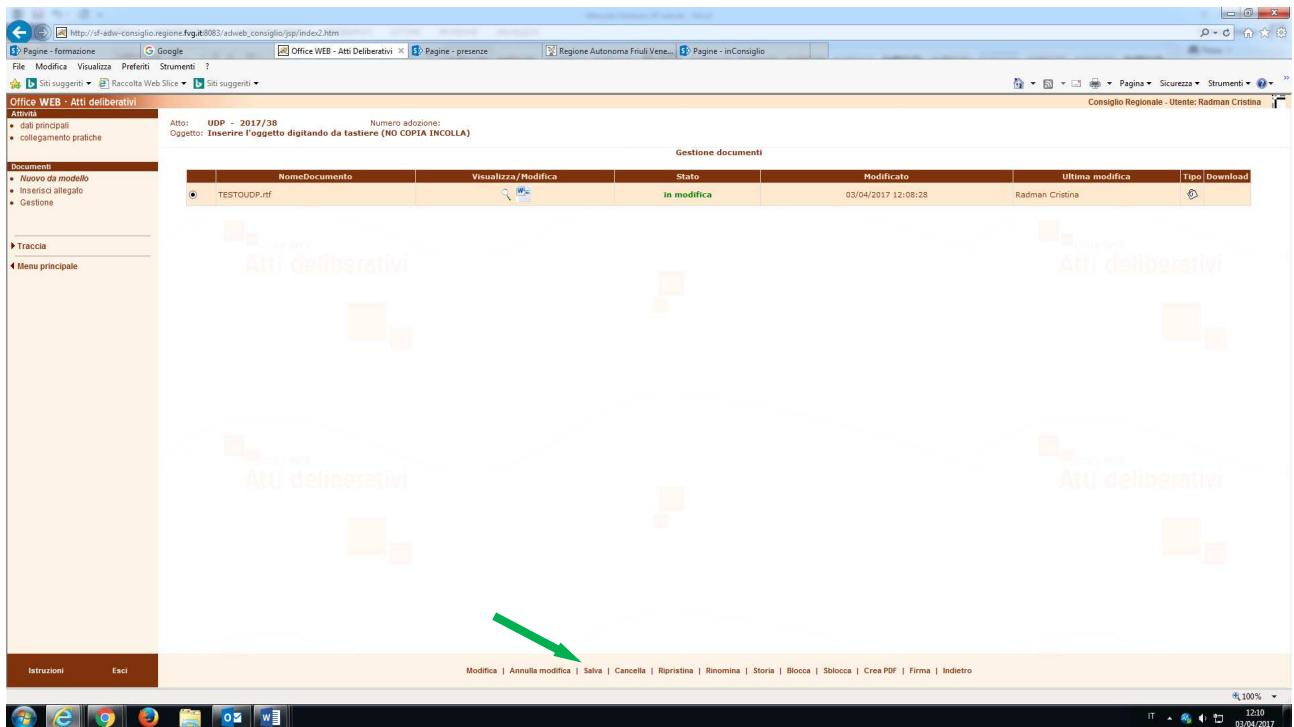 http://sf-adw-consiglio.regione.fvg.it:8083/adweb_consiglio/jsp/index2.htm
Pagine - formazione Google Office WEB - Atti Deliberativi Pagine - presenze Regione Autonoma Friuli Vene... Pagine - inConsiglio
File Modifica Visualizza Preferiti Strumenti ?
Siti suggeriti Raccolta Web Slice Siti suggeriti Pagina Sicurezza Strumenti
Office WEB - Atti deliberativi Consiglio Regionale - Utente: Radman Cristina
Attività
dati principali
collegamento pratiche
Atto: UDP - 2017/38 Numero adozione:
Oggetto: Inserire l'oggetto digitando da tastiere (NO COPIA INCOLLA)
Gestione documenti
Documenti
Nuovo da modello
Inserisci allegato
Gestione
NomeDocumento Visualizza/Modifica Stato Modificato Ultima modifica Tipo Download
TESTOUDP.rtf in modifica 03/04/2017 12:08:28 Radman Cristina
Traccia
Menu principale
Atti deliberativi Atti deliberativi
Atti deliberativi Atti deliberativi
Istruzioni Esci
Modifica | Annulla modifica | Salva | Cancella | Ripristina | Rinomina | Storia | Blocca | Sblocca | Crea PDF | Firma | Indietro
100%
IT 12:10
03/04/2017